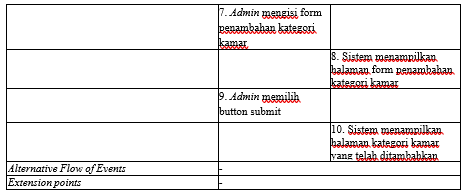 7. Admin mengisi form
penambahan kategori
kamar
8. Sistem menampilkan
halaman form penambahan
kategori kamar
9. Admin memilih
button submit
10. Sistem menampilkan
halaman kategori kamar
yang telah ditambahkan
Alternative Flow of Events -
Extension points -